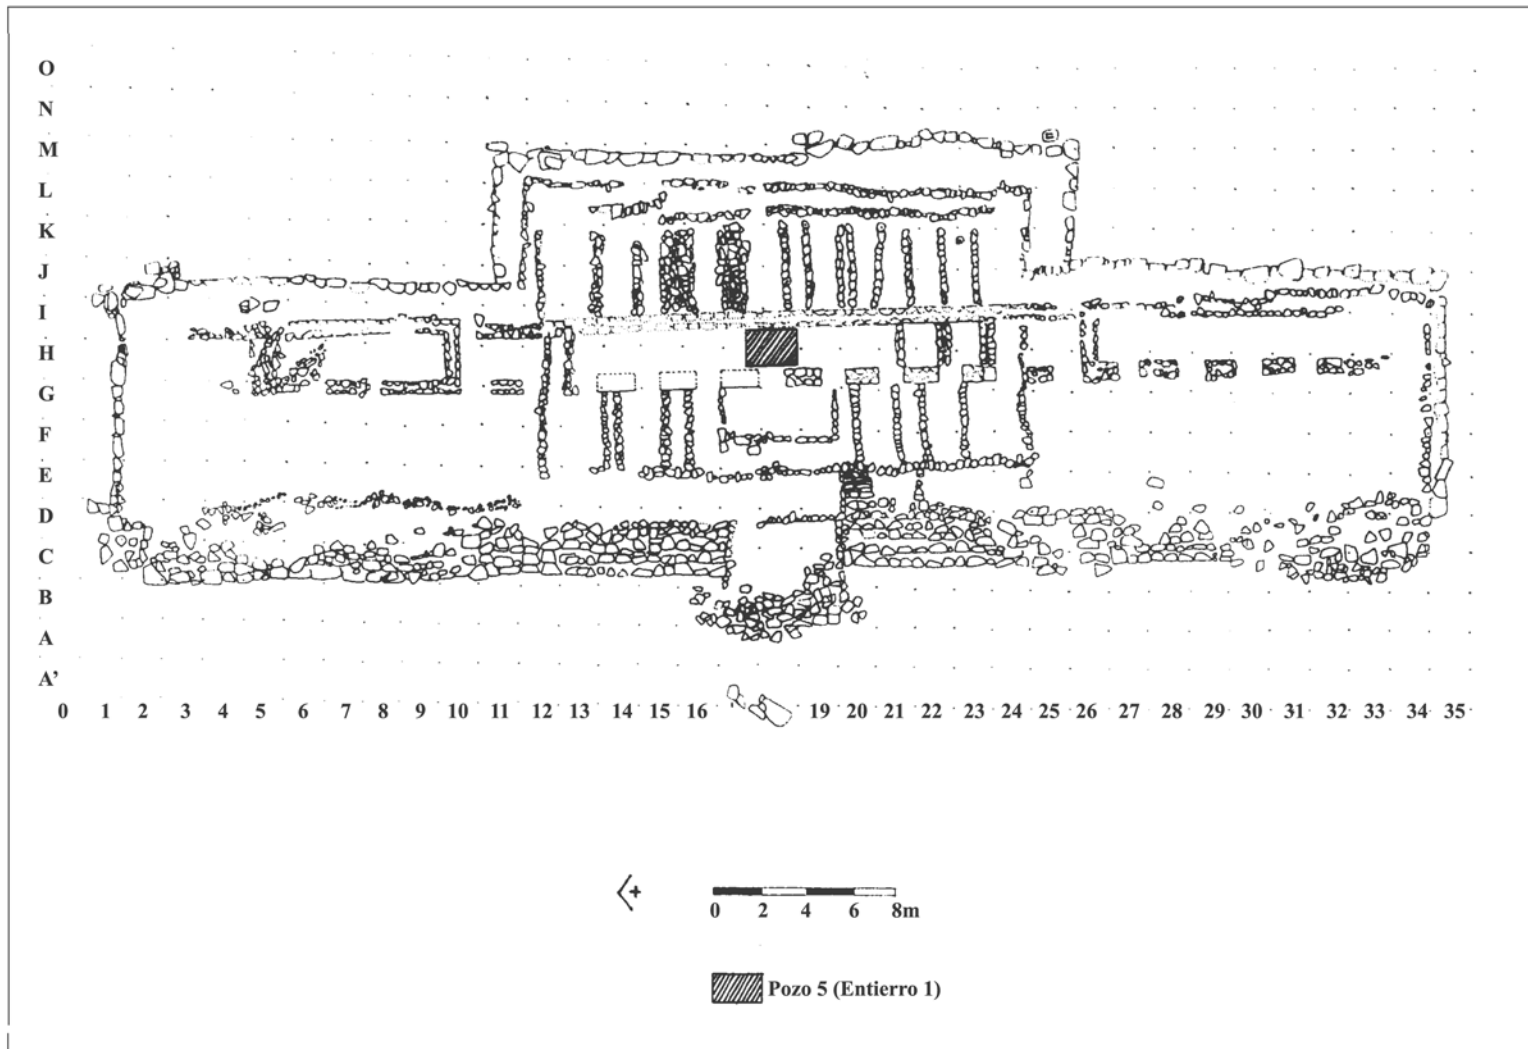 O
N
M
L
K
J
I
H
G
F
E
D
C
B
A
A’
0 1 2 3 4 5 6 7 8 9 10 11 12 13 14 15 16 19 20 21 22 23 24 25 26 27 28 29 30 31 32 33 34 35
0 2 4 6 8m
Pozo 5 (Entierro 1)